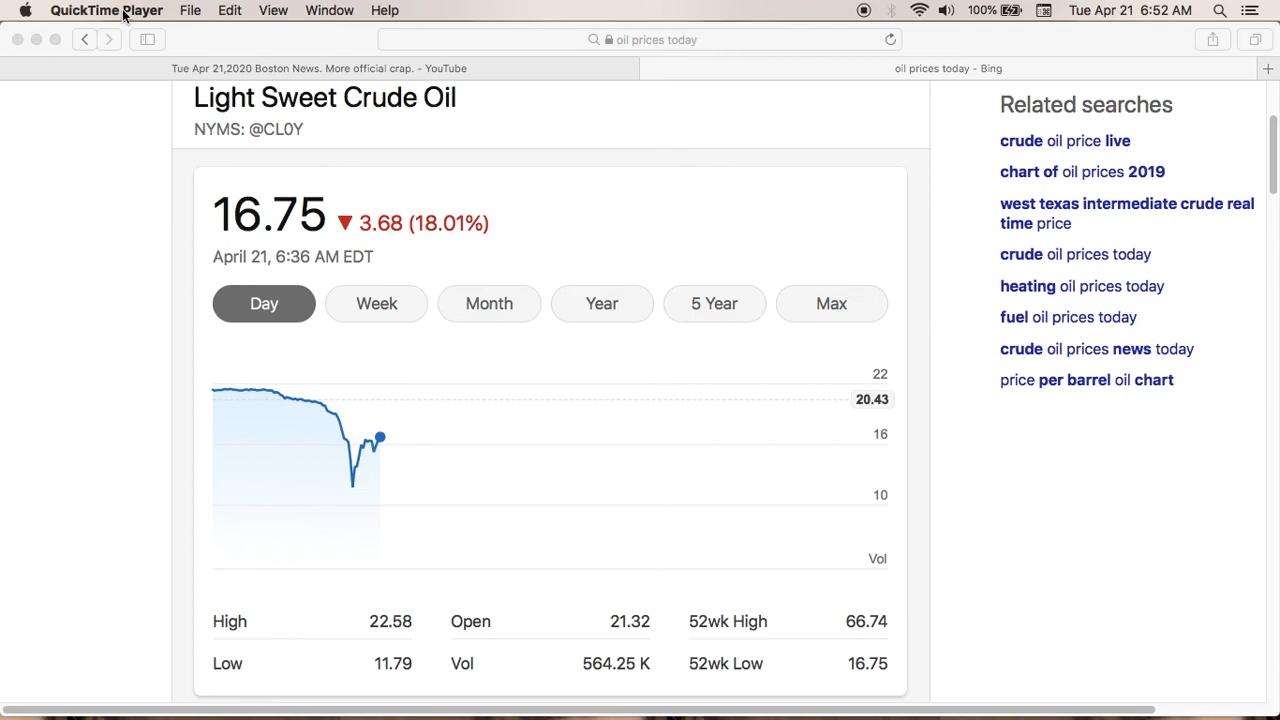 QuickTime Player File Edit View Window Help 100% Tue Apr 21 6:52 AM
oil prices today
Tue Apr 21,2020 Boston News. More official crap. - YouTube
oil prices today - Bing
Light Sweet Crude Oil
NYMS: @CL0Y
16.75 ▼ 3.68 (18.01%)
April 21, 6:36 AM EDT
Day Week Month Year 5 Year Max
22
20.43
16
10
Vol
High 22.58 Open 21.32 52wk High 66.74
Low 11.79 Vol 564.25 K 52wk Low 16.75
Related searches
crude oil price live
chart of oil prices 2019
west texas intermediate crude real
time price
crude oil prices today
heating oil prices today
fuel oil prices today
crude oil prices news today
price per barrel oil chart